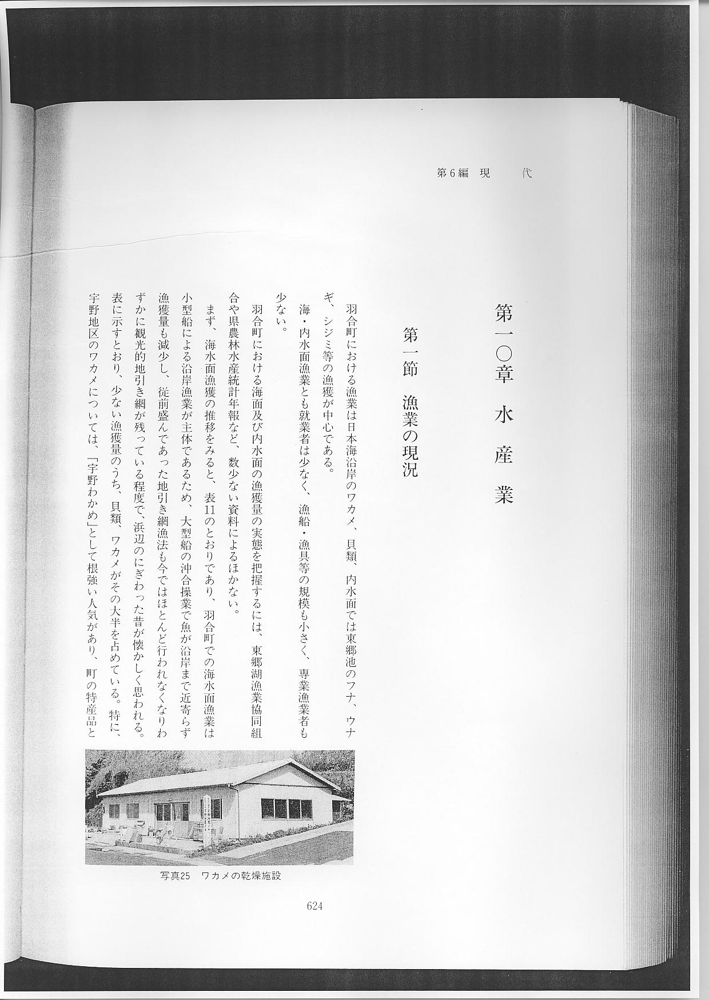 第6編 現 代
第一〇章 水産業
第一節 漁業の現況
羽合町における漁業は日本海沿岸のワカメ、貝類、内水面では東郷池のフナ、ウナ
ギ、シジミ等の漁獲が中心である。
海・内水面漁業とも就業者は少なく、漁船・漁具等の規模も小さく、専業漁業者も
少ない。
羽合町における海面及び内水面の漁獲量の実態を把握するには、東郷湖漁業協同組
合や県農林水産統計年報など、数少ない資料によるほかない。
まず、海水面漁獲の推移をみると、表11のとおりであり、羽合町での海水面漁業は
小型船による沿岸漁業が主体であるため、大型船の沖合操業で魚が沿岸まで近寄らず
漁獲量も減少し、従前盛んであった地引き網漁法も今ではほとんど行われなくなりわ
ずかに観光的地引き網が残っている程度で、浜辺のにぎわった昔が懐かしく思われる。
表に示すとおり、少ない漁獲量のうち、貝類、ワカメがその大半を占めている。特に、
宇野地区のワカメについては、「宇野わかめ」として根強い人気があり、町の特産品と
写真25 ワカメの乾燥施設
624